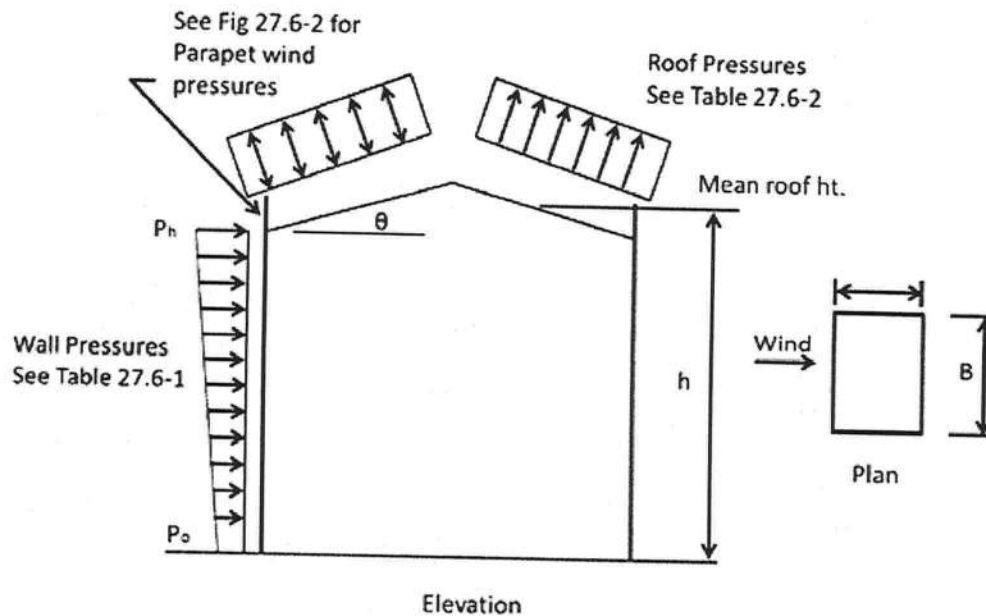 See Fig 27.6-2 for
Parapet wind
pressures
Roof Pressures
See Table 27.6-2
Mean roof ht.
θ
Ph
Wall Pressures
See Table 27.6-1
h
Wind
B
Plan
Po
Elevation